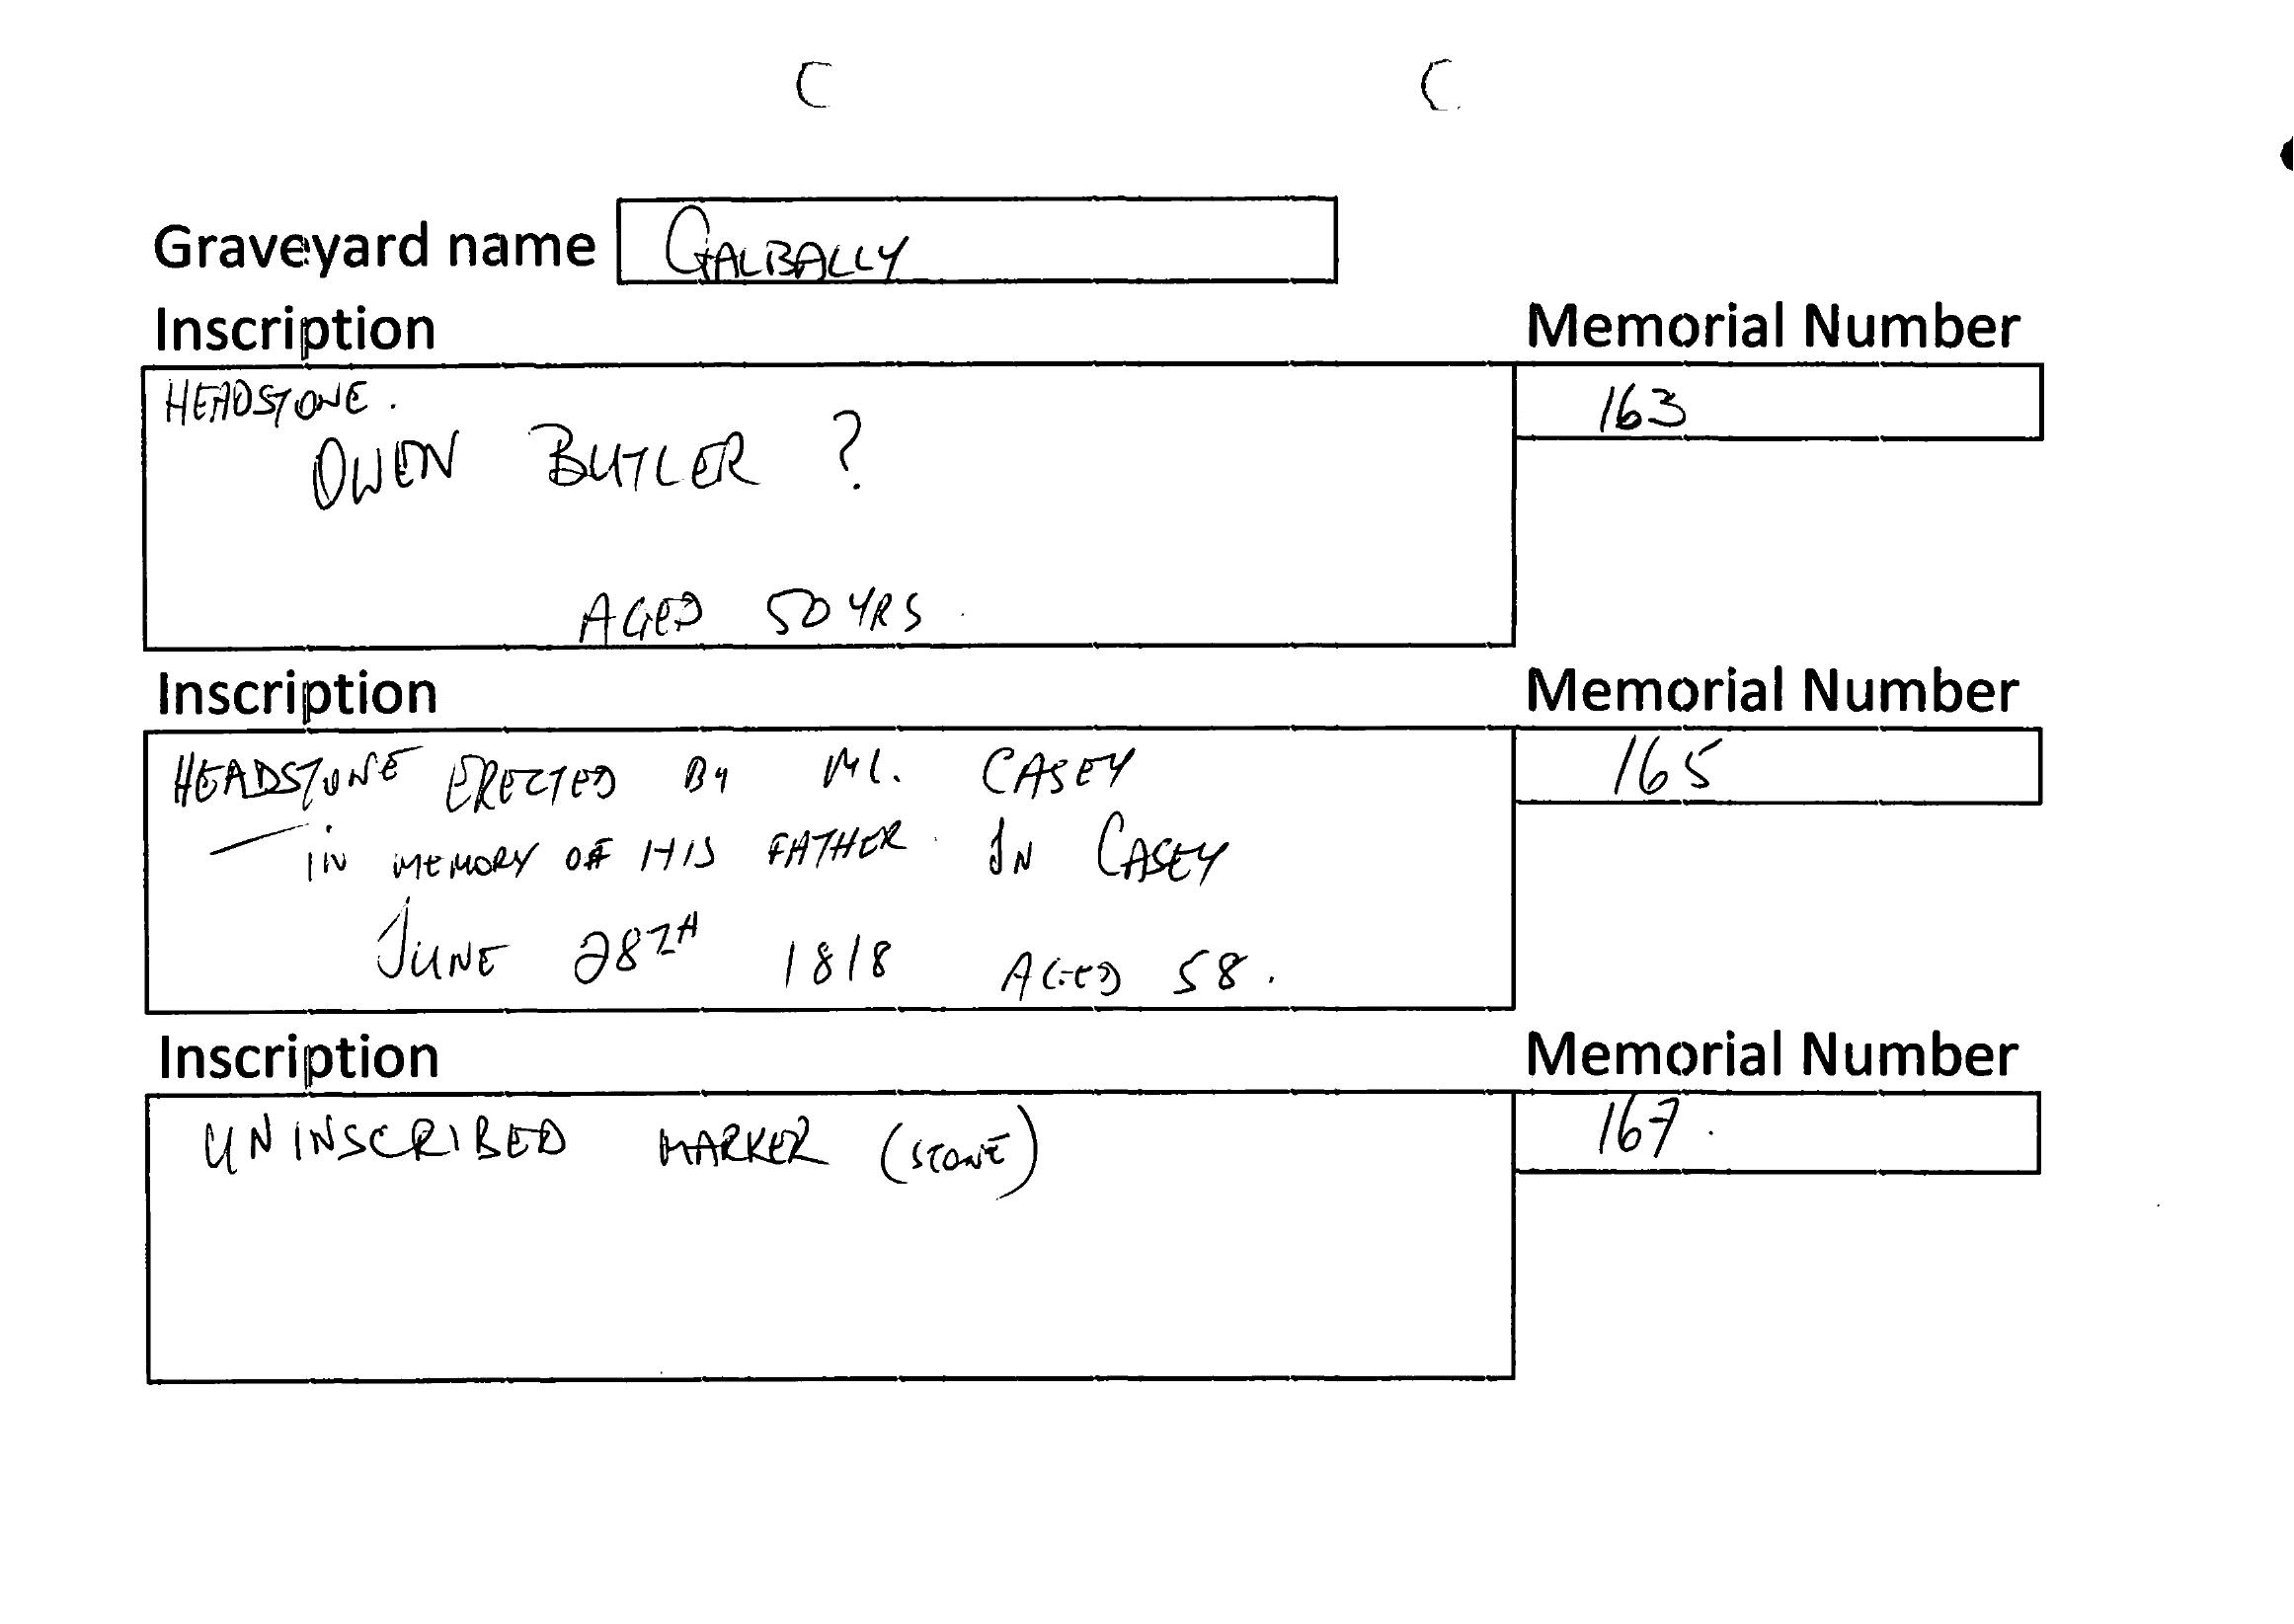 Graveyard name GALBALLY
Inscription Memorial Number
HEADSTONE. 163
OWEN BUTLER ?
AGED 50 YRS
Inscription Memorial Number
HEADSTONE ERECTED BY ML. CASEY 165
IN MEMORY OF HIS FATHER JN CASEY
JUNE 28TH 1818 AGED 58.
Inscription Memorial Number
UNINSCRIBED MARKER (STONE) 167.